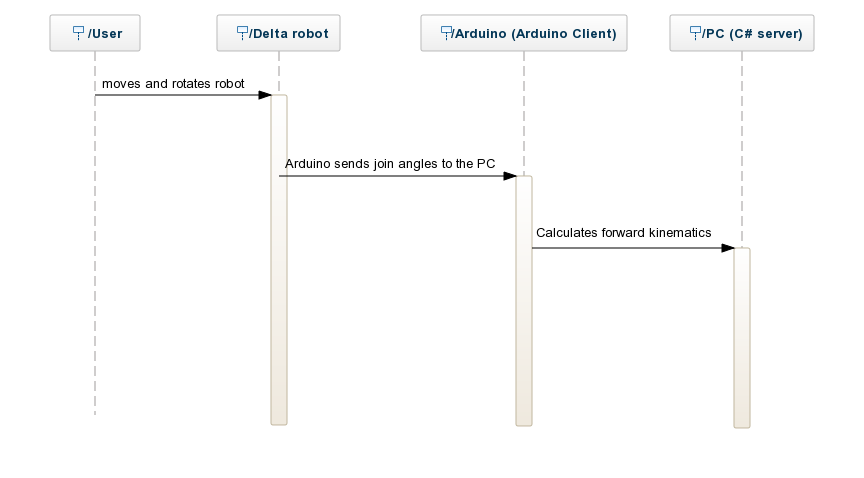 /User
/Delta robot
/Arduino (Arduino Client)
/PC (C# server)
moves and rotates robot
Arduino sends join angles to the PC
Calculates forward kinematics